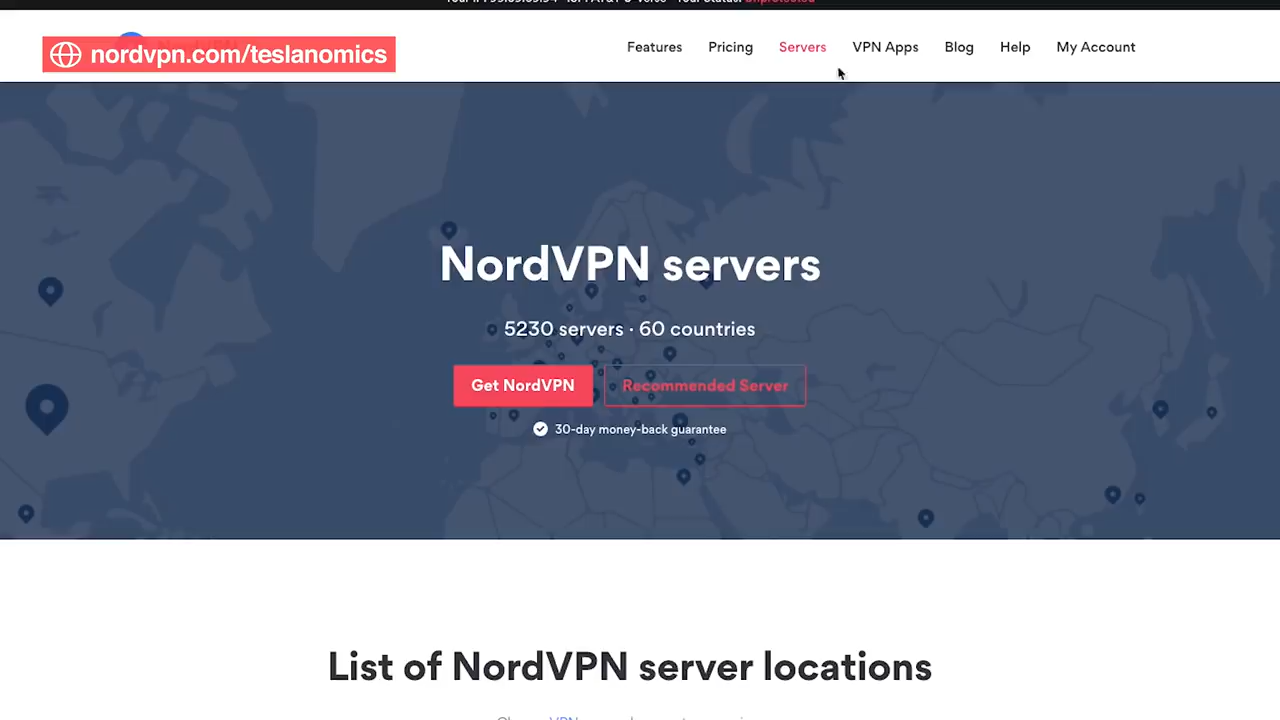 nordvpn.com/teslanomics
Features Pricing Servers VPN Apps Blog Help My Account
NordVPN servers
5230 servers · 60 countries
Get NordVPN Recommended Server
30-day money-back guarantee
List of NordVPN server locations